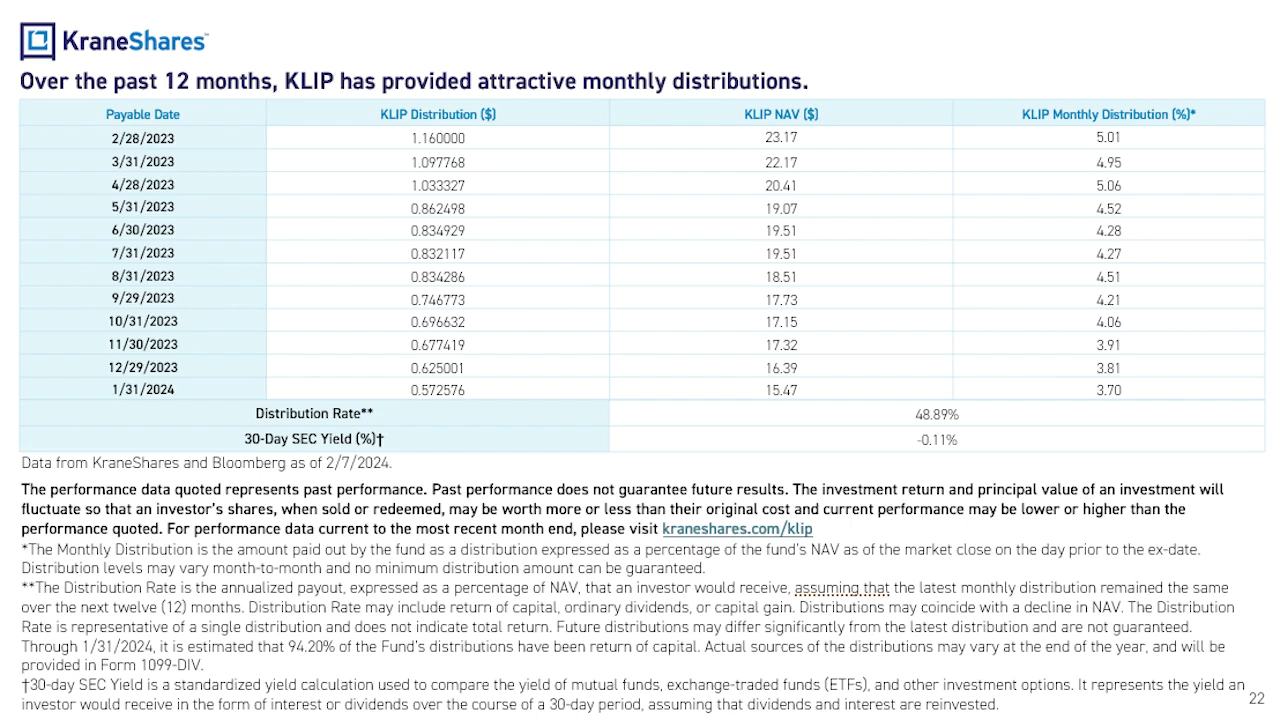 KraneShares™
Over the past 12 months, KLIP has provided attractive monthly distributions.
Payable Date KLIP Distribution ($) KLIP NAV ($) KLIP Monthly Distribution (%)*
2/28/2023 1.160000 23.17 5.01
3/31/2023 1.097768 22.17 4.95
4/28/2023 1.033327 20.41 5.06
5/31/2023 0.862498 19.07 4.52
6/30/2023 0.834929 19.51 4.28
7/31/2023 0.832117 19.51 4.27
8/31/2023 0.834286 18.51 4.51
9/29/2023 0.746773 17.73 4.21
10/31/2023 0.696632 17.15 4.06
11/30/2023 0.677419 17.32 3.91
12/29/2023 0.625001 16.39 3.81
1/31/2024 0.572576 15.47 3.70
Distribution Rate** 48.89%
30-Day SEC Yield (%)† -0.11%
Data from KraneShares and Bloomberg as of 2/7/2024.
The performance data quoted represents past performance. Past performance does not guarantee future results. The investment return and principal value of an investment will
fluctuate so that an investor's shares, when sold or redeemed, may be worth more or less than their original cost and current performance may be lower or higher than the
performance quoted. For performance data current to the most recent month end, please visit kraneshares.com/klip
*The Monthly Distribution is the amount paid out by the fund as a distribution expressed as a percentage of the fund's NAV as of the market close on the day prior to the ex-date.
Distribution levels may vary month-to-month and no minimum distribution amount can be guaranteed.
**The Distribution Rate is the annualized payout, expressed as a percentage of NAV, that an investor would receive, assuming that the latest monthly distribution remained the same
over the next twelve (12) months. Distribution Rate may include return of capital, ordinary dividends, or capital gain. Distributions may coincide with a decline in NAV. The Distribution
Rate is representative of a single distribution and does not indicate total return. Future distributions may differ significantly from the latest distribution and are not guaranteed.
Through 1/31/2024, it is estimated that 94.20% of the Fund's distributions have been return of capital. Actual sources of the distributions may vary at the end of the year, and will be
provided in Form 1099-DIV.
†30-day SEC Yield is a standardized yield calculation used to compare the yield of mutual funds, exchange-traded funds (ETFs), and other investment options. It represents the yield an
investor would receive in the form of interest or dividends over the course of a 30-day period, assuming that dividends and interest are reinvested.
22